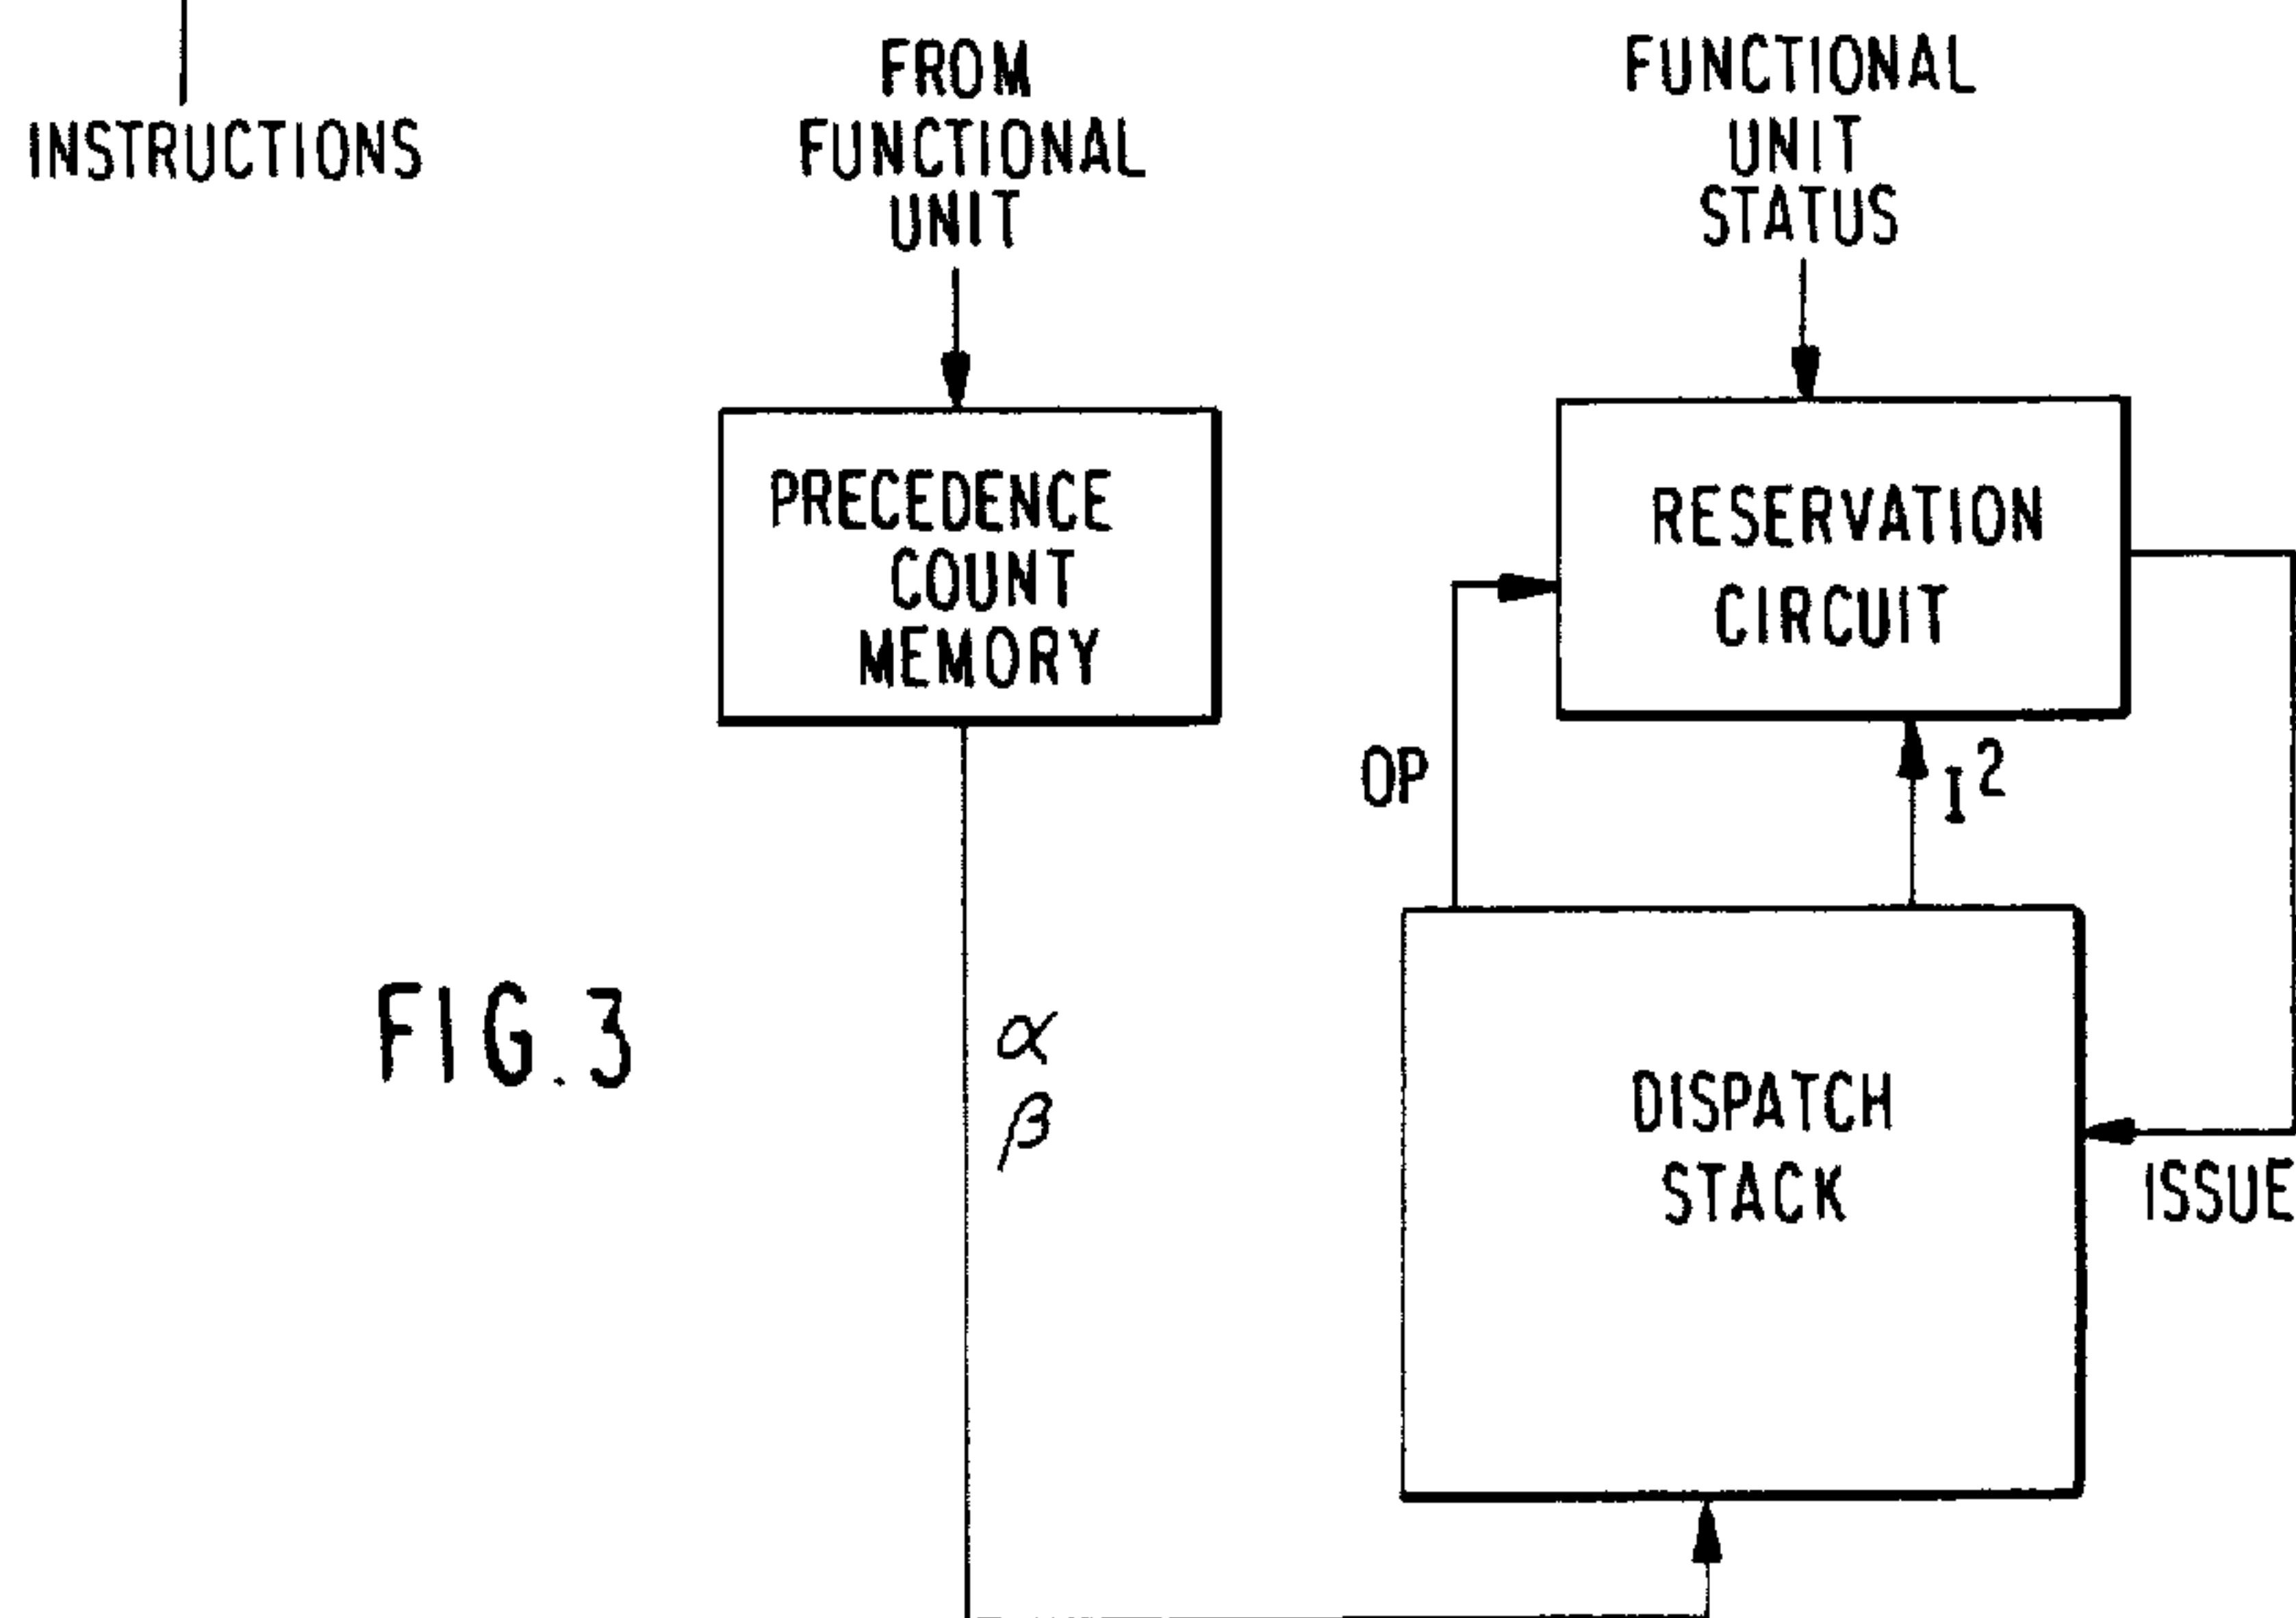 INSTRUCTIONS
FROM
FUNCTIONAL
UNIT
FUNCTIONAL
UNIT
STATUS
PRECEDENCE
COUNT
MEMORY
RESERVATION
CIRCUIT
OP
I²
FIG.3
α
β
DISPATCH
STACK
ISSUE